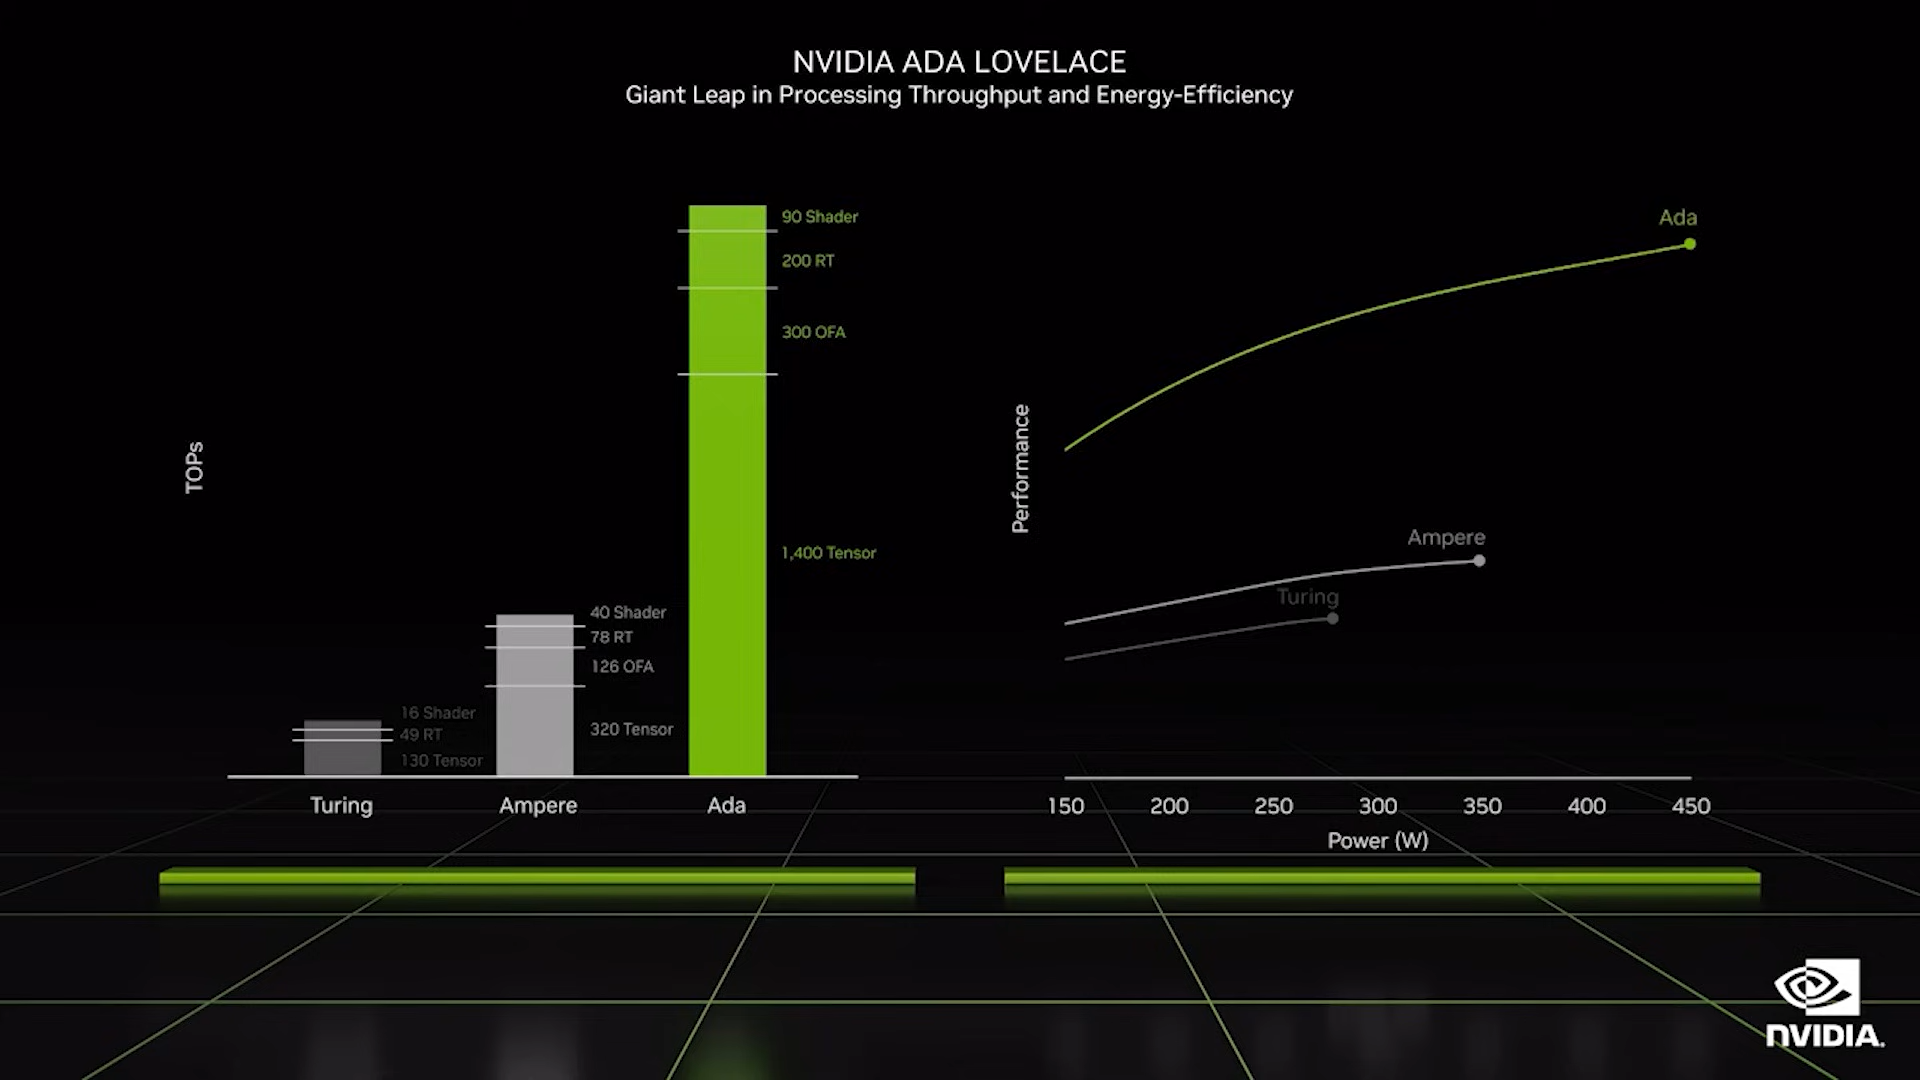 NVIDIA ADA LOVELACE
Giant Leap in Processing Throughput and Energy-Efficiency
TOPs
16 Shader
49 RT
130 Tensor
40 Shader
78 RT
126 OFA
320 Tensor
90 Shader
200 RT
300 OFA
1,400 Tensor
Turing Ampere Ada
Performance
Ada
Ampere
Turing
150 200 250 300 350 400 450
Power (W)
NVIDIA.